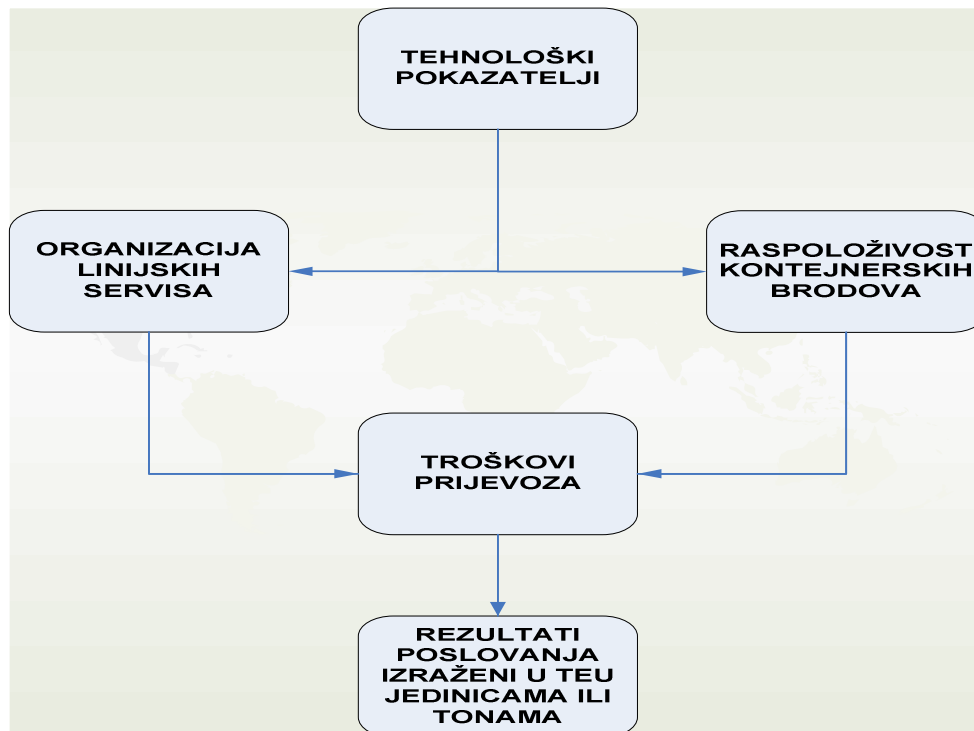 TEHNOLOŠKI
POKAZATELJI
ORGANIZACIJA
LINIJSKIH
SERVISA
RASPOLOŽIVOST
KONTEJNERSKIH
BRODOVA
TROŠKOVI
PRIJEVOZA
REZULTATI
POSLOVANJA
IZRAŽENI U TEU
JEDINICAMA ILI
TONAMA